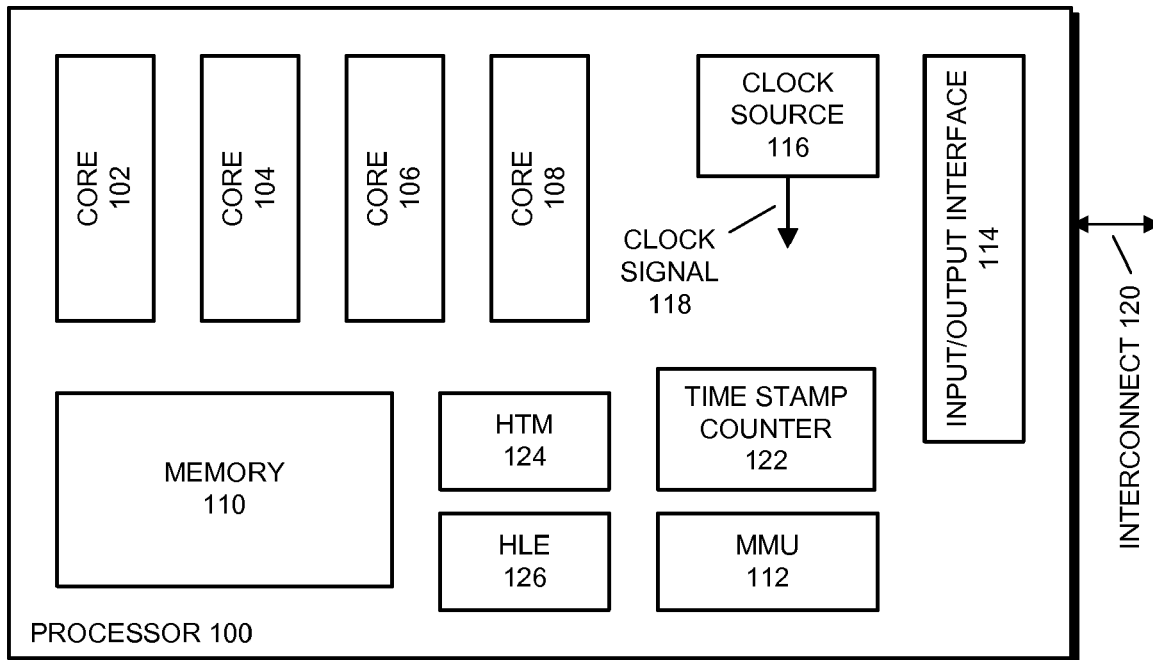 CORE
102
CORE
104
CORE
106
CORE
108
CLOCK
SOURCE
116
CLOCK
SIGNAL
118
INPUT/OUTPUT INTERFACE
114
INTERCONNECT 120
MEMORY
110
HTM
124
TIME STAMP
COUNTER
122
HLE
126
MMU
112
PROCESSOR 100